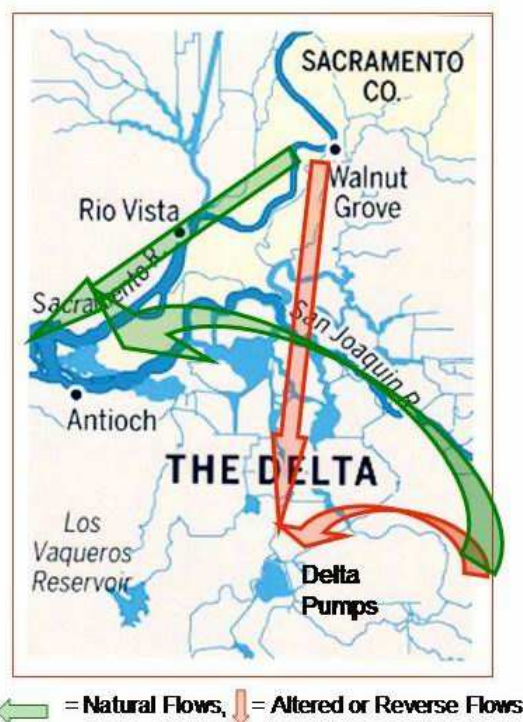 SACRAMENTO
CO.
Walnut
Grove
Rio Vista
Sacramento R.
San Joaquin R.
Antioch
THE DELTA
Los
Vaqueros
Reservoir
Delta
Pumps
= Natural Flows, = Altered or Reverse Flows